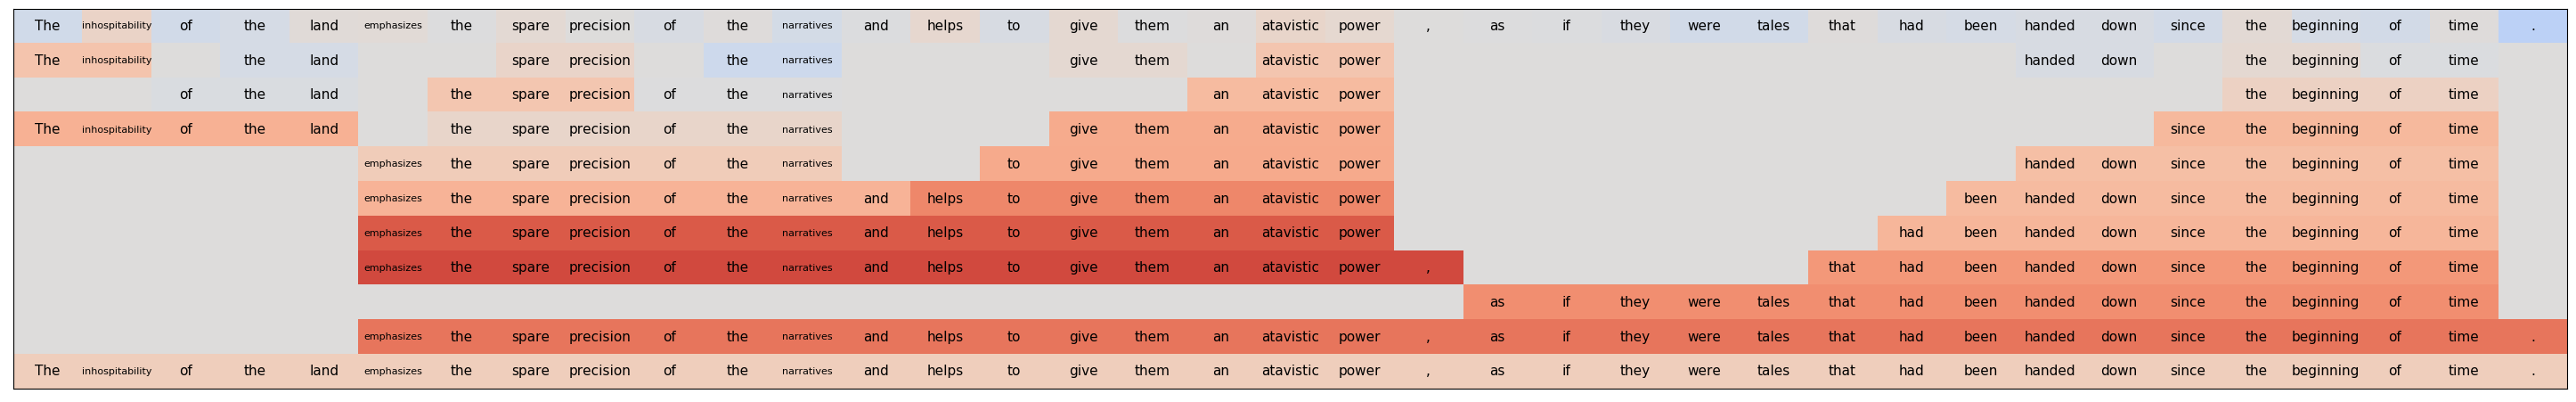 The inhospitability of the land emphasizes the spare precision of the narratives and helps to give them an atavistic power , as if they were tales that had been handed down since the beginning of time .
The inhospitability the land spare precision the narratives give them atavistic power handed down the beginning of time
of the land the spare precision of the narratives an atavistic power the beginning of time
The inhospitability of the land the spare precision of the narratives give them an atavistic power since the beginning of time
emphasizes the spare precision of the narratives to give them an atavistic power handed down since the beginning of time
emphasizes the spare precision of the narratives and helps to give them an atavistic power been handed down since the beginning of time
emphasizes the spare precision of the narratives and helps to give them an atavistic power had been handed down since the beginning of time
emphasizes the spare precision of the narratives and helps to give them an atavistic power , that had been handed down since the beginning of time
as if they were tales that had been handed down since the beginning of time
emphasizes the spare precision of the narratives and helps to give them an atavistic power , as if they were tales that had been handed down since the beginning of time .
The inhospitability of the land emphasizes the spare precision of the narratives and helps to give them an atavistic power , as if they were tales that had been handed down since the beginning of time .